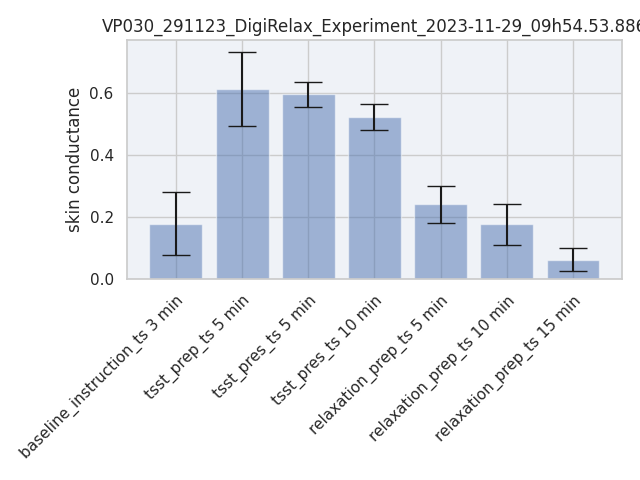 VP030_291123_DigiRelax_Experiment_2023-11-29_09h54.53.886
skin conductance
0.6
0.4
0.2
0.0
baseline_instruction_ts 3 min
tsst_prep_ts 5 min
tsst_pres_ts 5 min
tsst_pres_ts 10 min
relaxation_prep_ts 5 min
relaxation_prep_ts 10 min
relaxation_prep_ts 15 min